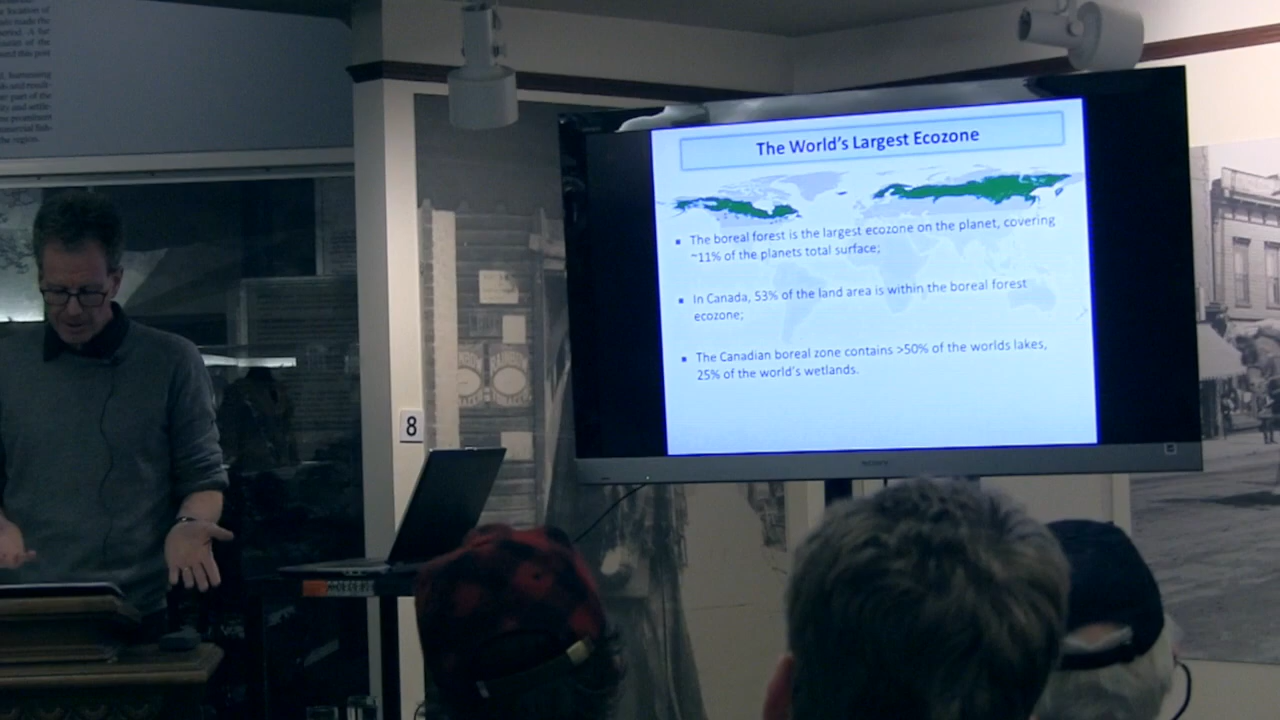 The World's Largest Ecozone
▪ The boreal forest is the largest ecozone on the planet, covering
~11% of the planets total surface;
▪ In Canada, 53% of the land area is within the boreal forest
ecozone;
▪ The Canadian boreal zone contains >50% of the worlds lakes,
25% of the world's wetlands.
8
SONY